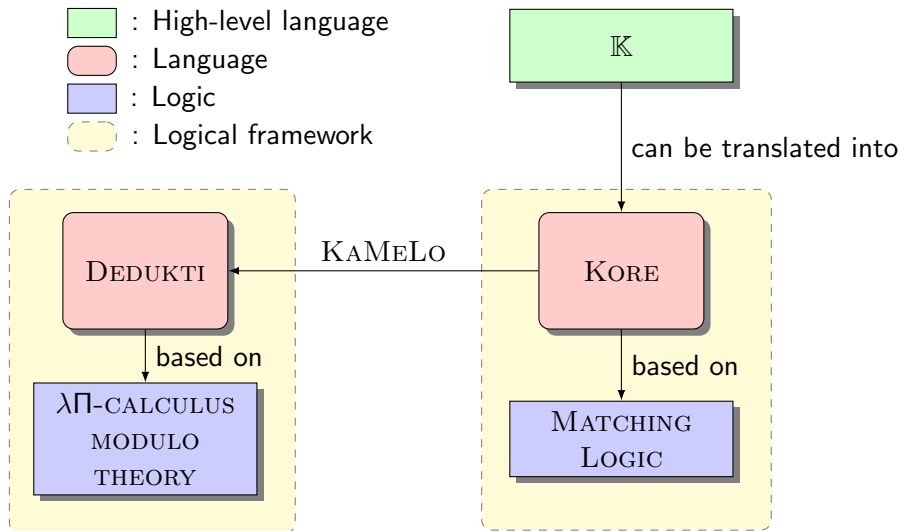 : High-level language
: Language
: Logic
: Logical framework
𝕂
can be translated into
DEDUKTI
KAMELO
KORE
based on
based on
λΠ-CALCULUS
MODULO
THEORY
MATCHING
LOGIC